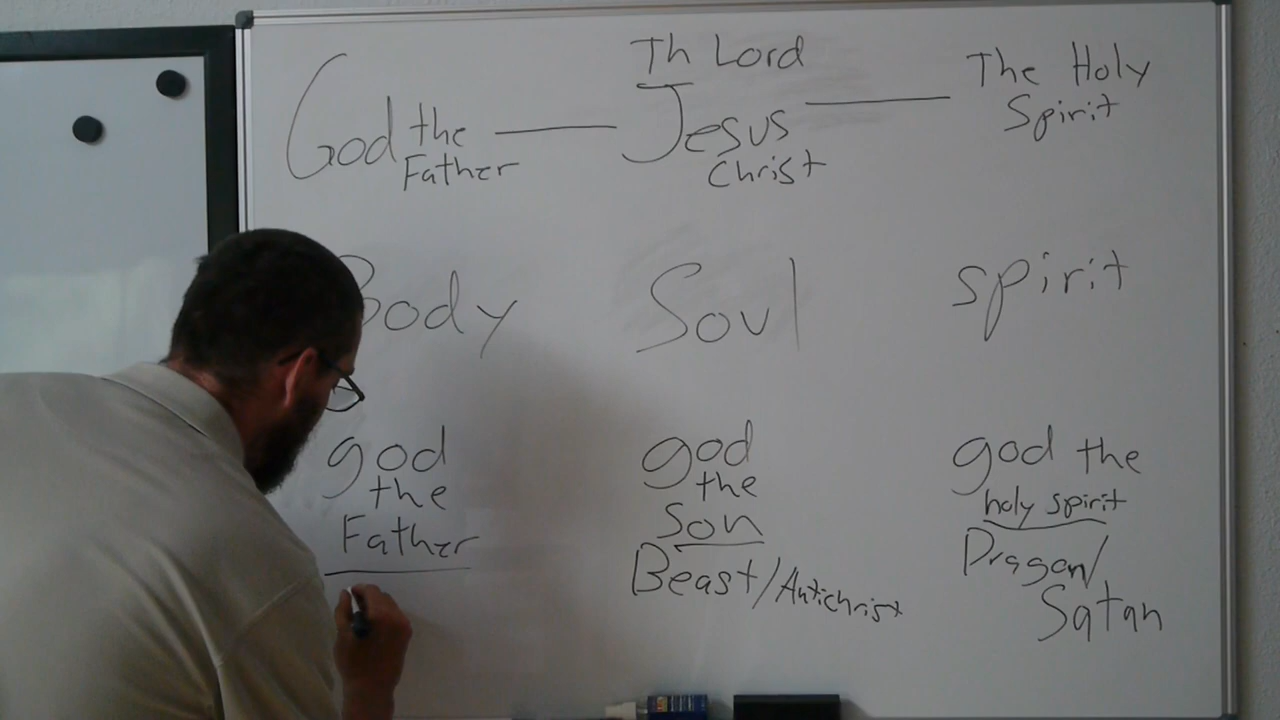 God the Father
Th Lord Jesus Christ
The Holy Spirit
Body
Soul
spirit
god the Father
god the Son
Beast/Antichrist
god the holy spirit
Dragon/Satan